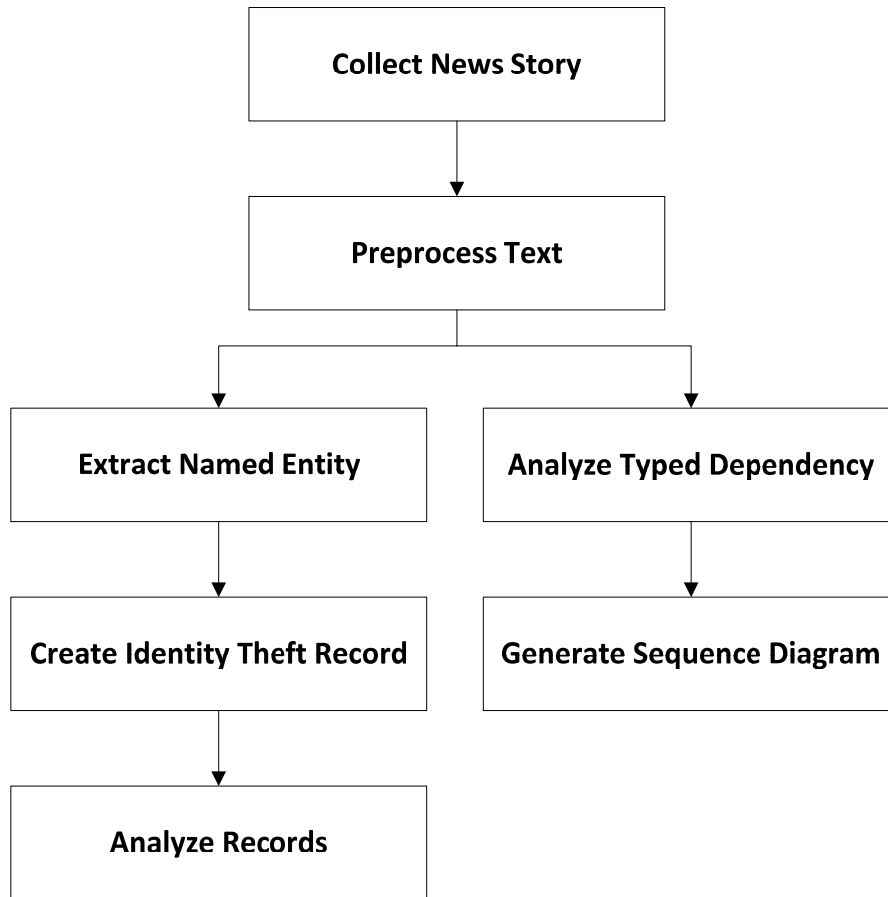 Collect News Story
Preprocess Text
Extract Named Entity
Analyze Typed Dependency
Create Identity Theft Record
Generate Sequence Diagram
Analyze Records